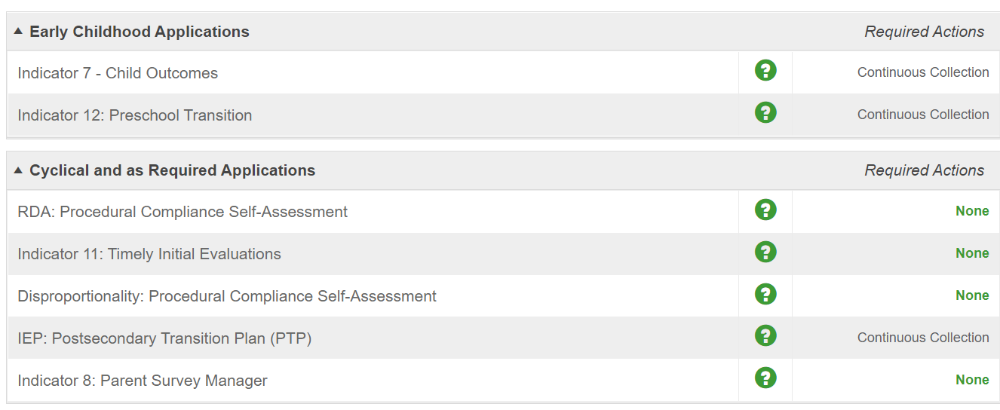 Early Childhood Applications Required Actions
Indicator 7 - Child Outcomes ? Continuous Collection
Indicator 12: Preschool Transition ? Continuous Collection
Cyclical and as Required Applications Required Actions
RDA: Procedural Compliance Self-Assessment ? None
Indicator 11: Timely Initial Evaluations ? None
Disproportionality: Procedural Compliance Self-Assessment ? None
IEP: Postsecondary Transition Plan (PTP) ? Continuous Collection
Indicator 8: Parent Survey Manager ? None